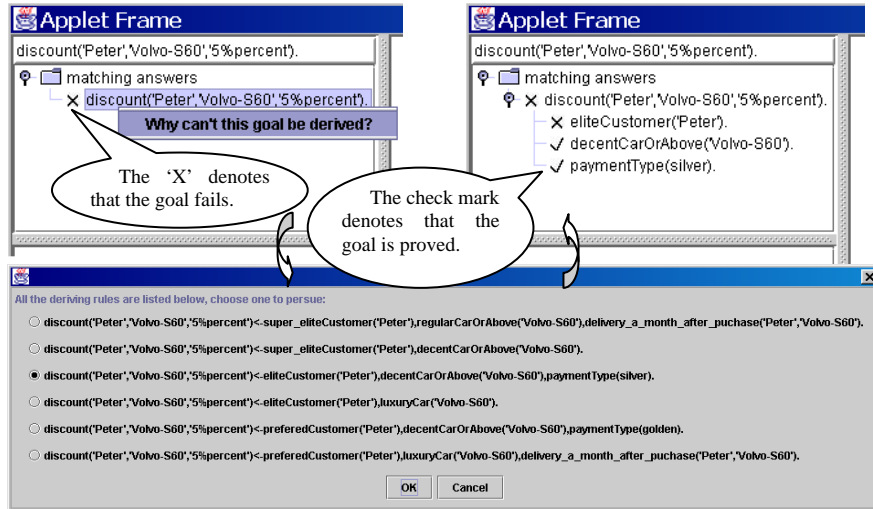 Applet Frame
discount('Peter','Volvo-S60','5%percent').
matching answers
discount('Peter','Volvo-S60','5%percent').
Why can't this goal be derived?
The 'X' denotes
that the goal fails.
Applet Frame
discount('Peter','Volvo-S60','5%percent').
matching answers
discount('Peter','Volvo-S60','5%percent').
eliteCustomer('Peter').
decentCarOrAbove('Volvo-S60').
paymentType(silver).
The check mark
denotes that the
goal is proved.
All the deriving rules are listed below, choose one to persue:
discount('Peter','Volvo-S60','5%percent')<-super_eliteCustomer('Peter'),regularCarOrAbove('Volvo-S60'),delivery_a_month_after_puchase('Peter','Volvo-S60').
discount('Peter','Volvo-S60','5%percent')<-super_eliteCustomer('Peter'),decentCarOrAbove('Volvo-S60').
discount('Peter','Volvo-S60','5%percent')<-eliteCustomer('Peter'),decentCarOrAbove('Volvo-S60'),paymentType(silver).
discount('Peter','Volvo-S60','5%percent')<-eliteCustomer('Peter'),luxuryCar('Volvo-S60').
discount('Peter','Volvo-S60','5%percent')<-preferedCustomer('Peter'),decentCarOrAbove('Volvo-S60'),paymentType(golden).
discount('Peter','Volvo-S60','5%percent')<-preferedCustomer('Peter'),luxuryCar('Volvo-S60'),delivery_a_month_after_puchase('Peter','Volvo-S60').
OK Cancel